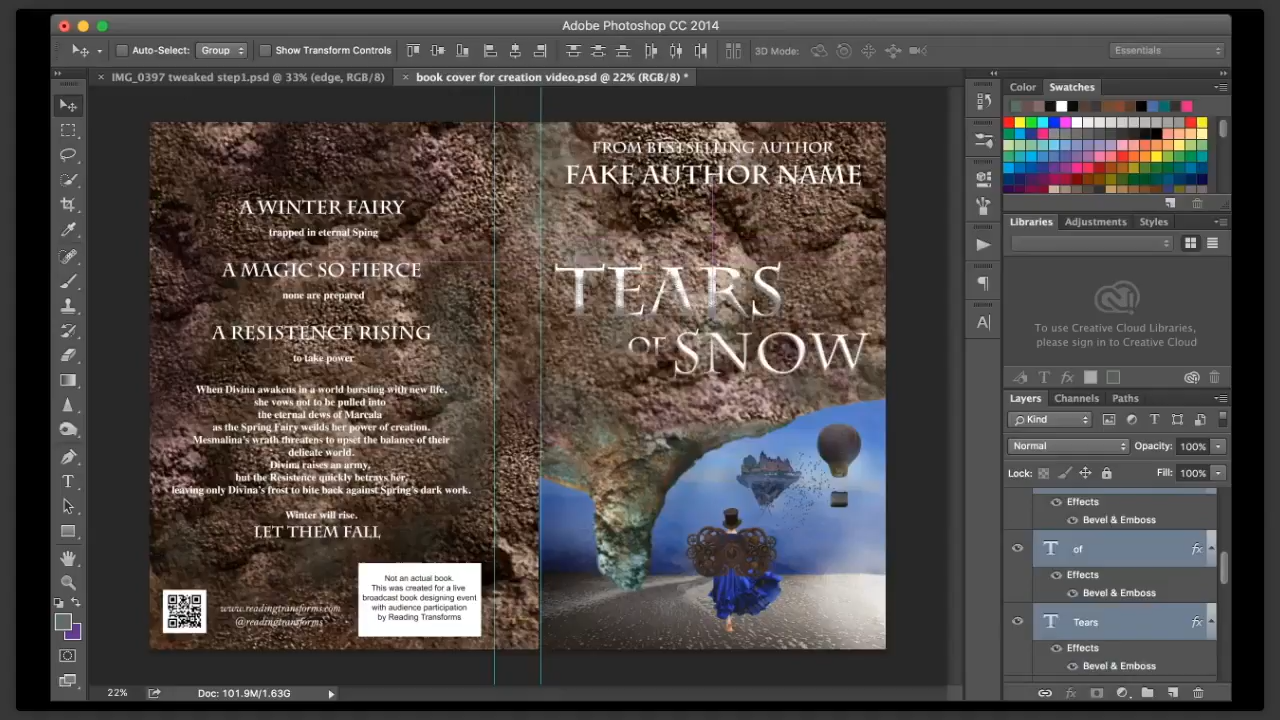 Adobe Photoshop CC 2014
Auto-Select: Group Show Transform Controls 3D Mode: Essentials
× IMG_0397 tweaked step1.psd @ 33% (edge, RGB/8) × book cover for creation video.psd @ 22% (RGB/8) *
Color Swatches
FROM BESTSELLING AUTHOR
FAKE AUTHOR NAME
A WINTER FAIRY
trapped in eternal Sping
A MAGIC SO FIERCE
none are prepared
A RESISTENCE RISING
to take power
When Divina awakens in a world bursting with new life,
she vows not to be pulled into
the eternal dews of Marcala
as the Spring Fairy weilds her power of creation.
Mesmalina's wrath threatens to upset the balance of their
delicate world.
Divina raises an army,
but the Resistence quickly betrays her,
leaving only Divina's frost to bite back against Spring's dark work.
Winter will rise.
LET THEM FALL
www.readingtransforms.com
@readingtransforms
Not an actual book.
This was created for a live
broadcast book designing event
with audience participation
by Reading Transforms
TEARS
OF SNOW
Libraries Adjustments Styles
To use Creative Cloud Libraries,
please sign in to Creative Cloud
Layers Channels Paths
Kind
Normal Opacity: 100%
Lock: Fill: 100%
Effects
Bevel & Emboss
T of fx
Effects
Bevel & Emboss
T Tears fx
Effects
Bevel & Emboss
22% Doc: 101.9M/1.63G